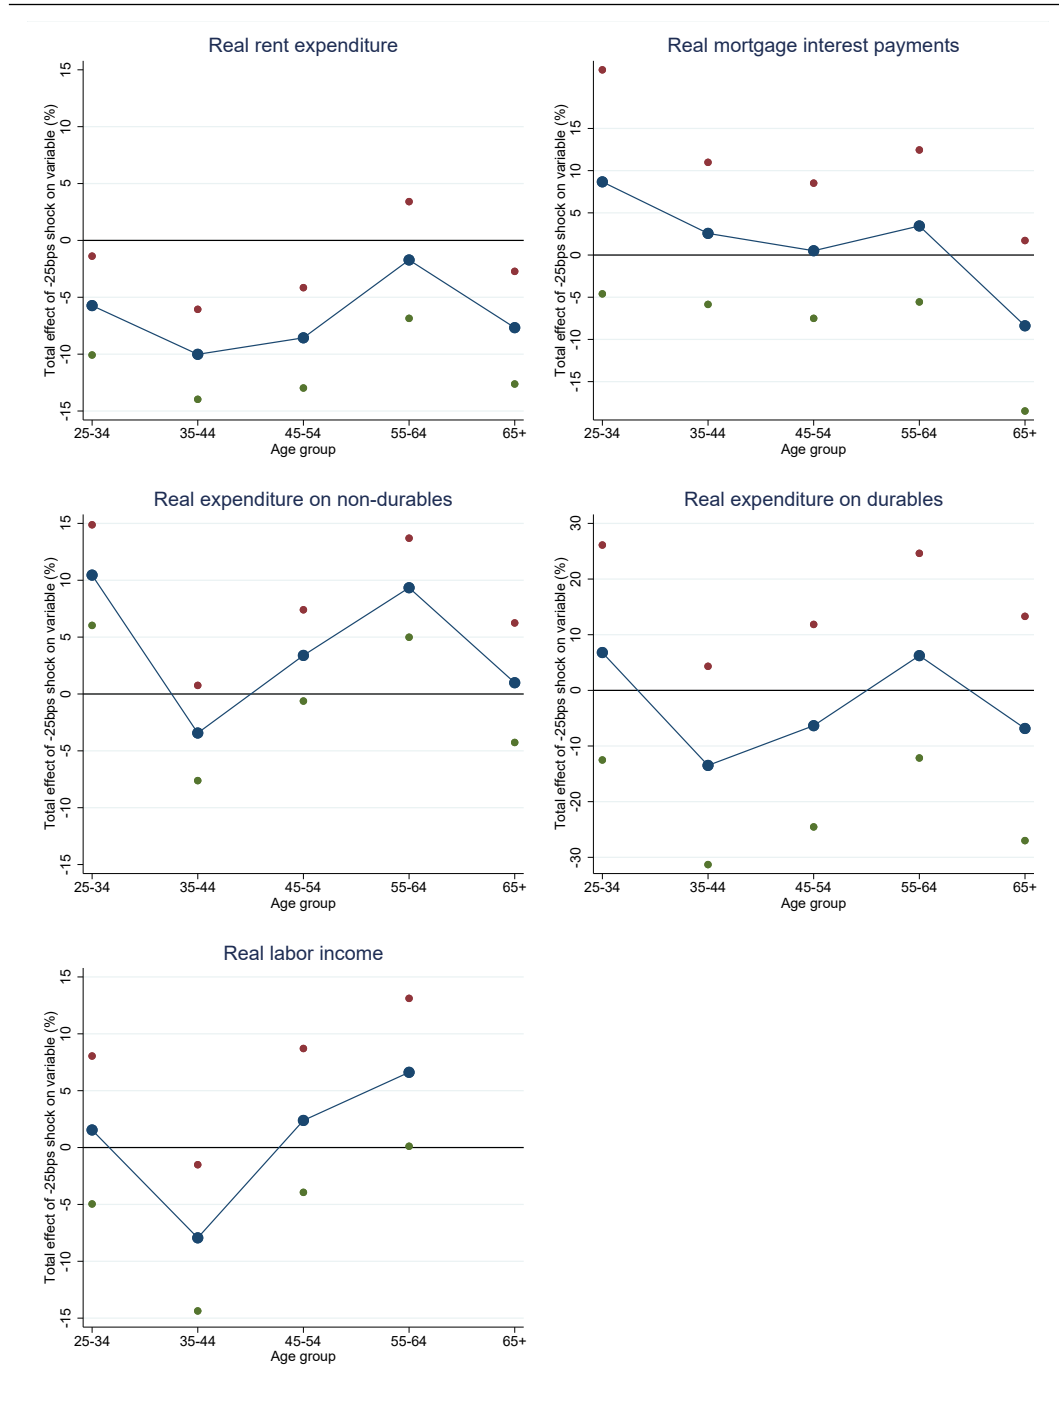 Real rent expenditure
Total effect of -25bps shock on variable (%)
15
10
5
0
-5
-10
-15
25-34 35-44 45-54 55-64 65+
Age group
Real mortgage interest payments
Total effect of -25bps shock on variable (%)
15
10
5
0
-5
-10
-15
25-34 35-44 45-54 55-64 65+
Age group
Real expenditure on non-durables
Total effect of -25bps shock on variable (%)
15
10
5
0
-5
-10
-15
25-34 35-44 45-54 55-64 65+
Age group
Real expenditure on durables
Total effect of -25bps shock on variable (%)
30
20
10
0
-10
-20
-30
25-34 35-44 45-54 55-64 65+
Age group
Real labor income
Total effect of -25bps shock on variable (%)
15
10
5
0
-5
-10
-15
25-34 35-44 45-54 55-64 65+
Age group